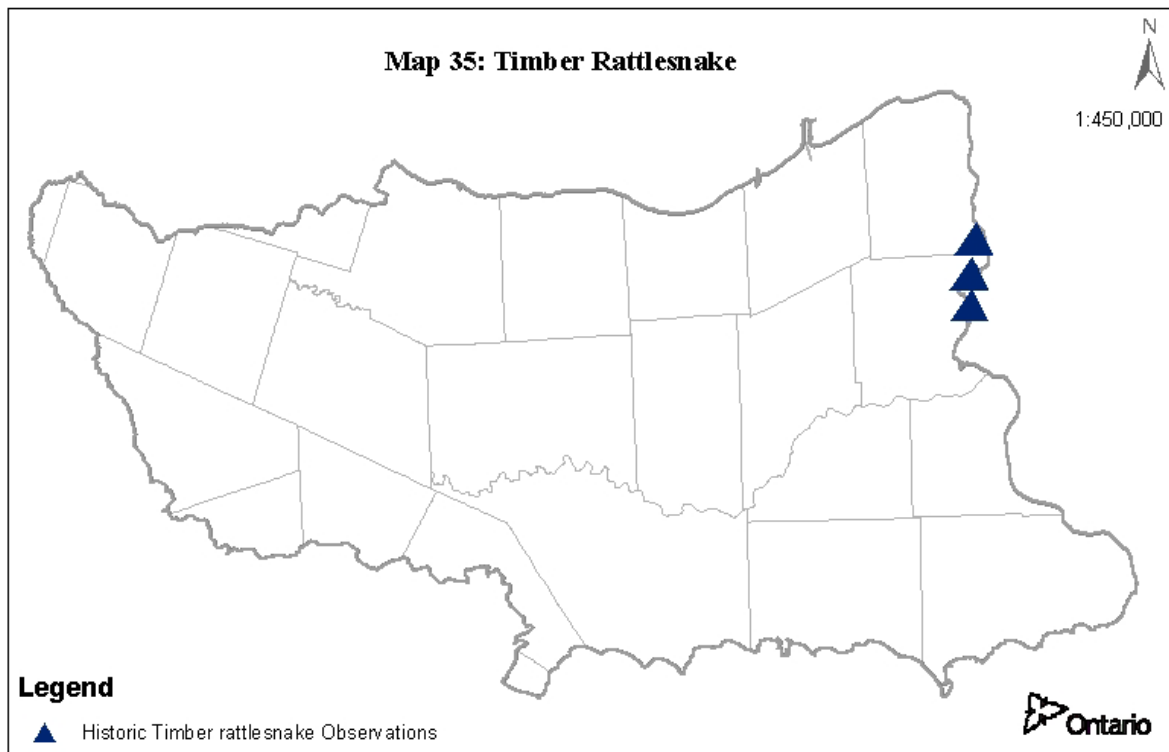 Map 35: Timber Rattlesnake
N
1:450,000
Legend
Historic Timber rattlesnake Observations
Ontario